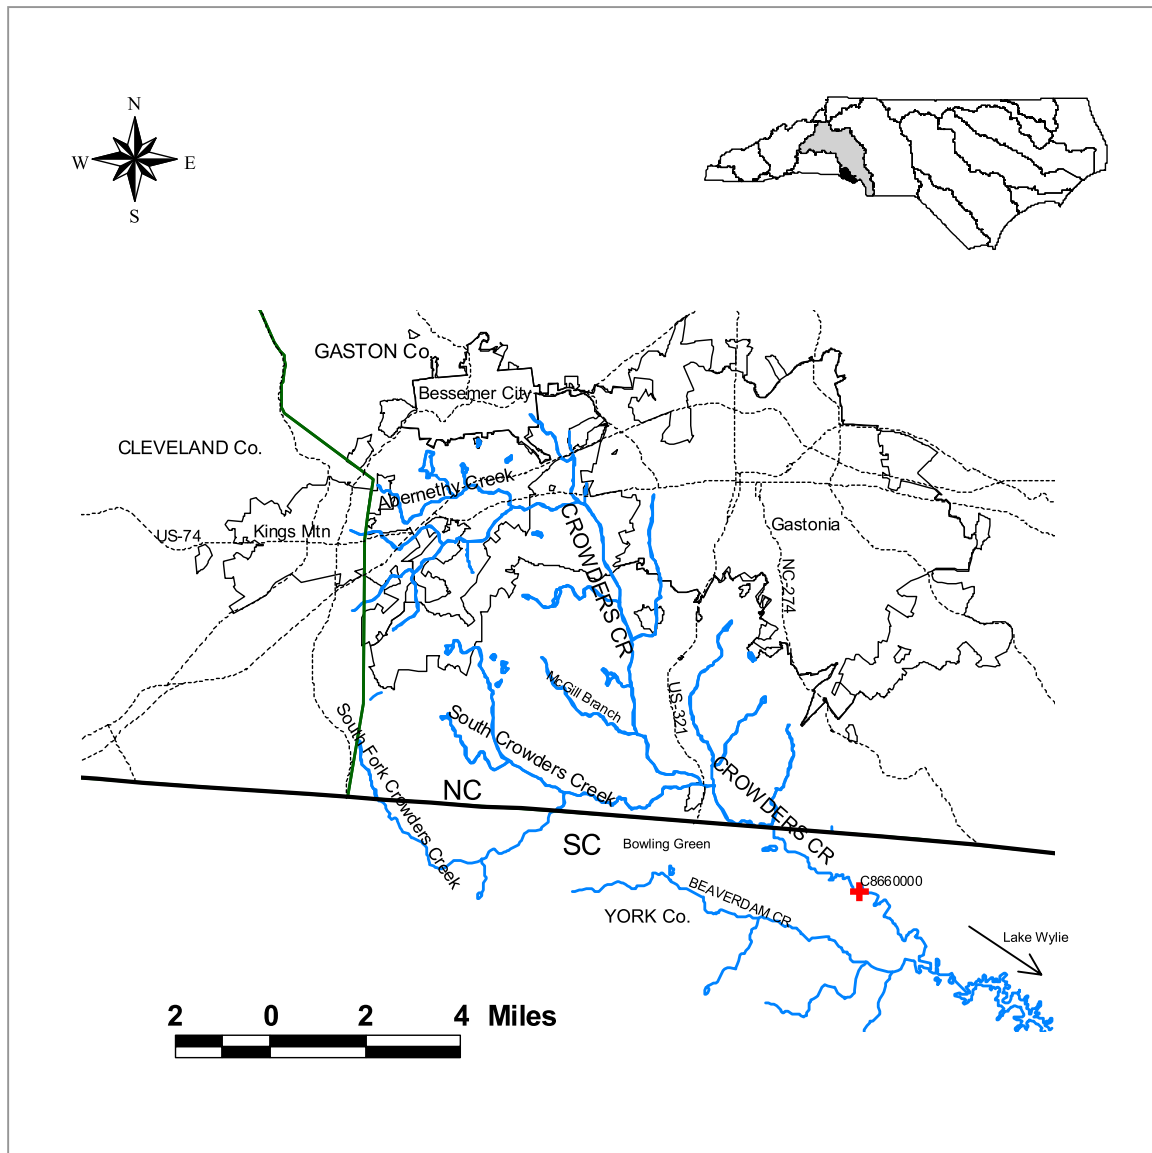 N
W
E
S
GASTON Co.
Bessemer City
CLEVELAND Co.
Abernethy Creek
US-74
Kings Mtn
CROWDERS CR
Gastonia
NC-274
McGill Branch
US-321
South Crowders Creek
South Fork Crowders Creek
CROWDERS CR
NC
SC
Bowling Green
C8660000
BEAVERDAM CR
YORK Co.
Lake Wylie
2 0 2 4 Miles